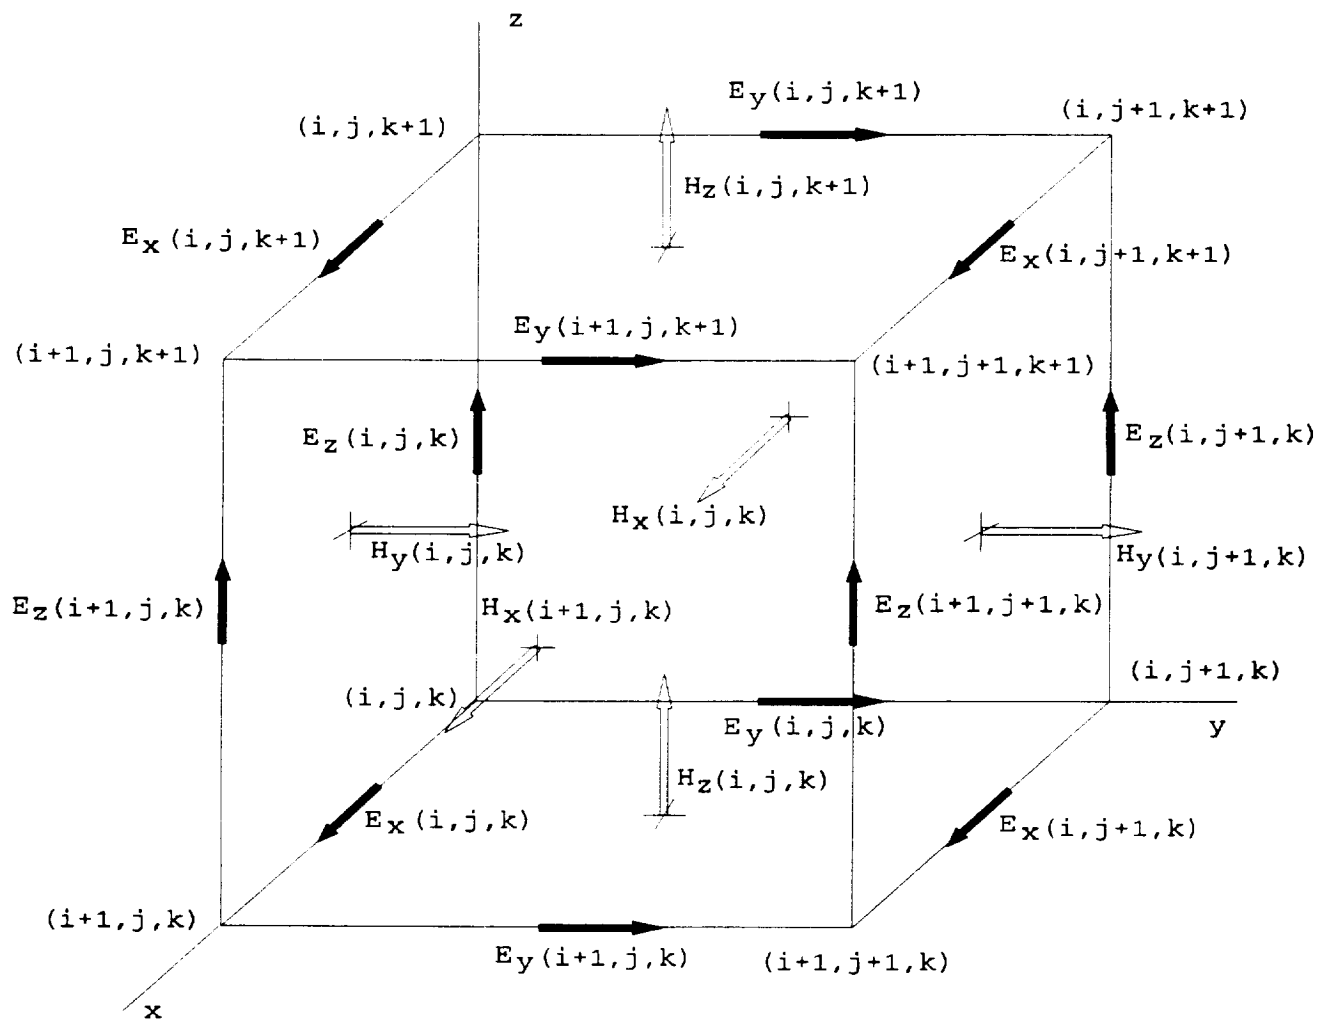 z
Ey(i,j,k+1)
(i,j+1,k+1)
(i,j,k+1)
Hz(i,j,k+1)
Ex(i,j,k+1)
Ex(i,j+1,k+1)
Ey(i+1,j,k+1)
(i+1,j,k+1)
(i+1,j+1,k+1)
Ez(i,j,k)
Ez(i,j+1,k)
Hx(i,j,k)
Hy(i,j,k)
Hy(i,j+1,k)
Ez(i+1,j,k)
Hx(i+1,j,k)
Ez(i+1,j+1,k)
(i,j,k)
(i,j+1,k)
Ey(i,j,k)
y
Hz(i,j,k)
Ex(i,j,k)
Ex(i,j+1,k)
(i+1,j,k)
Ey(i+1,j,k)
(i+1,j+1,k)
x